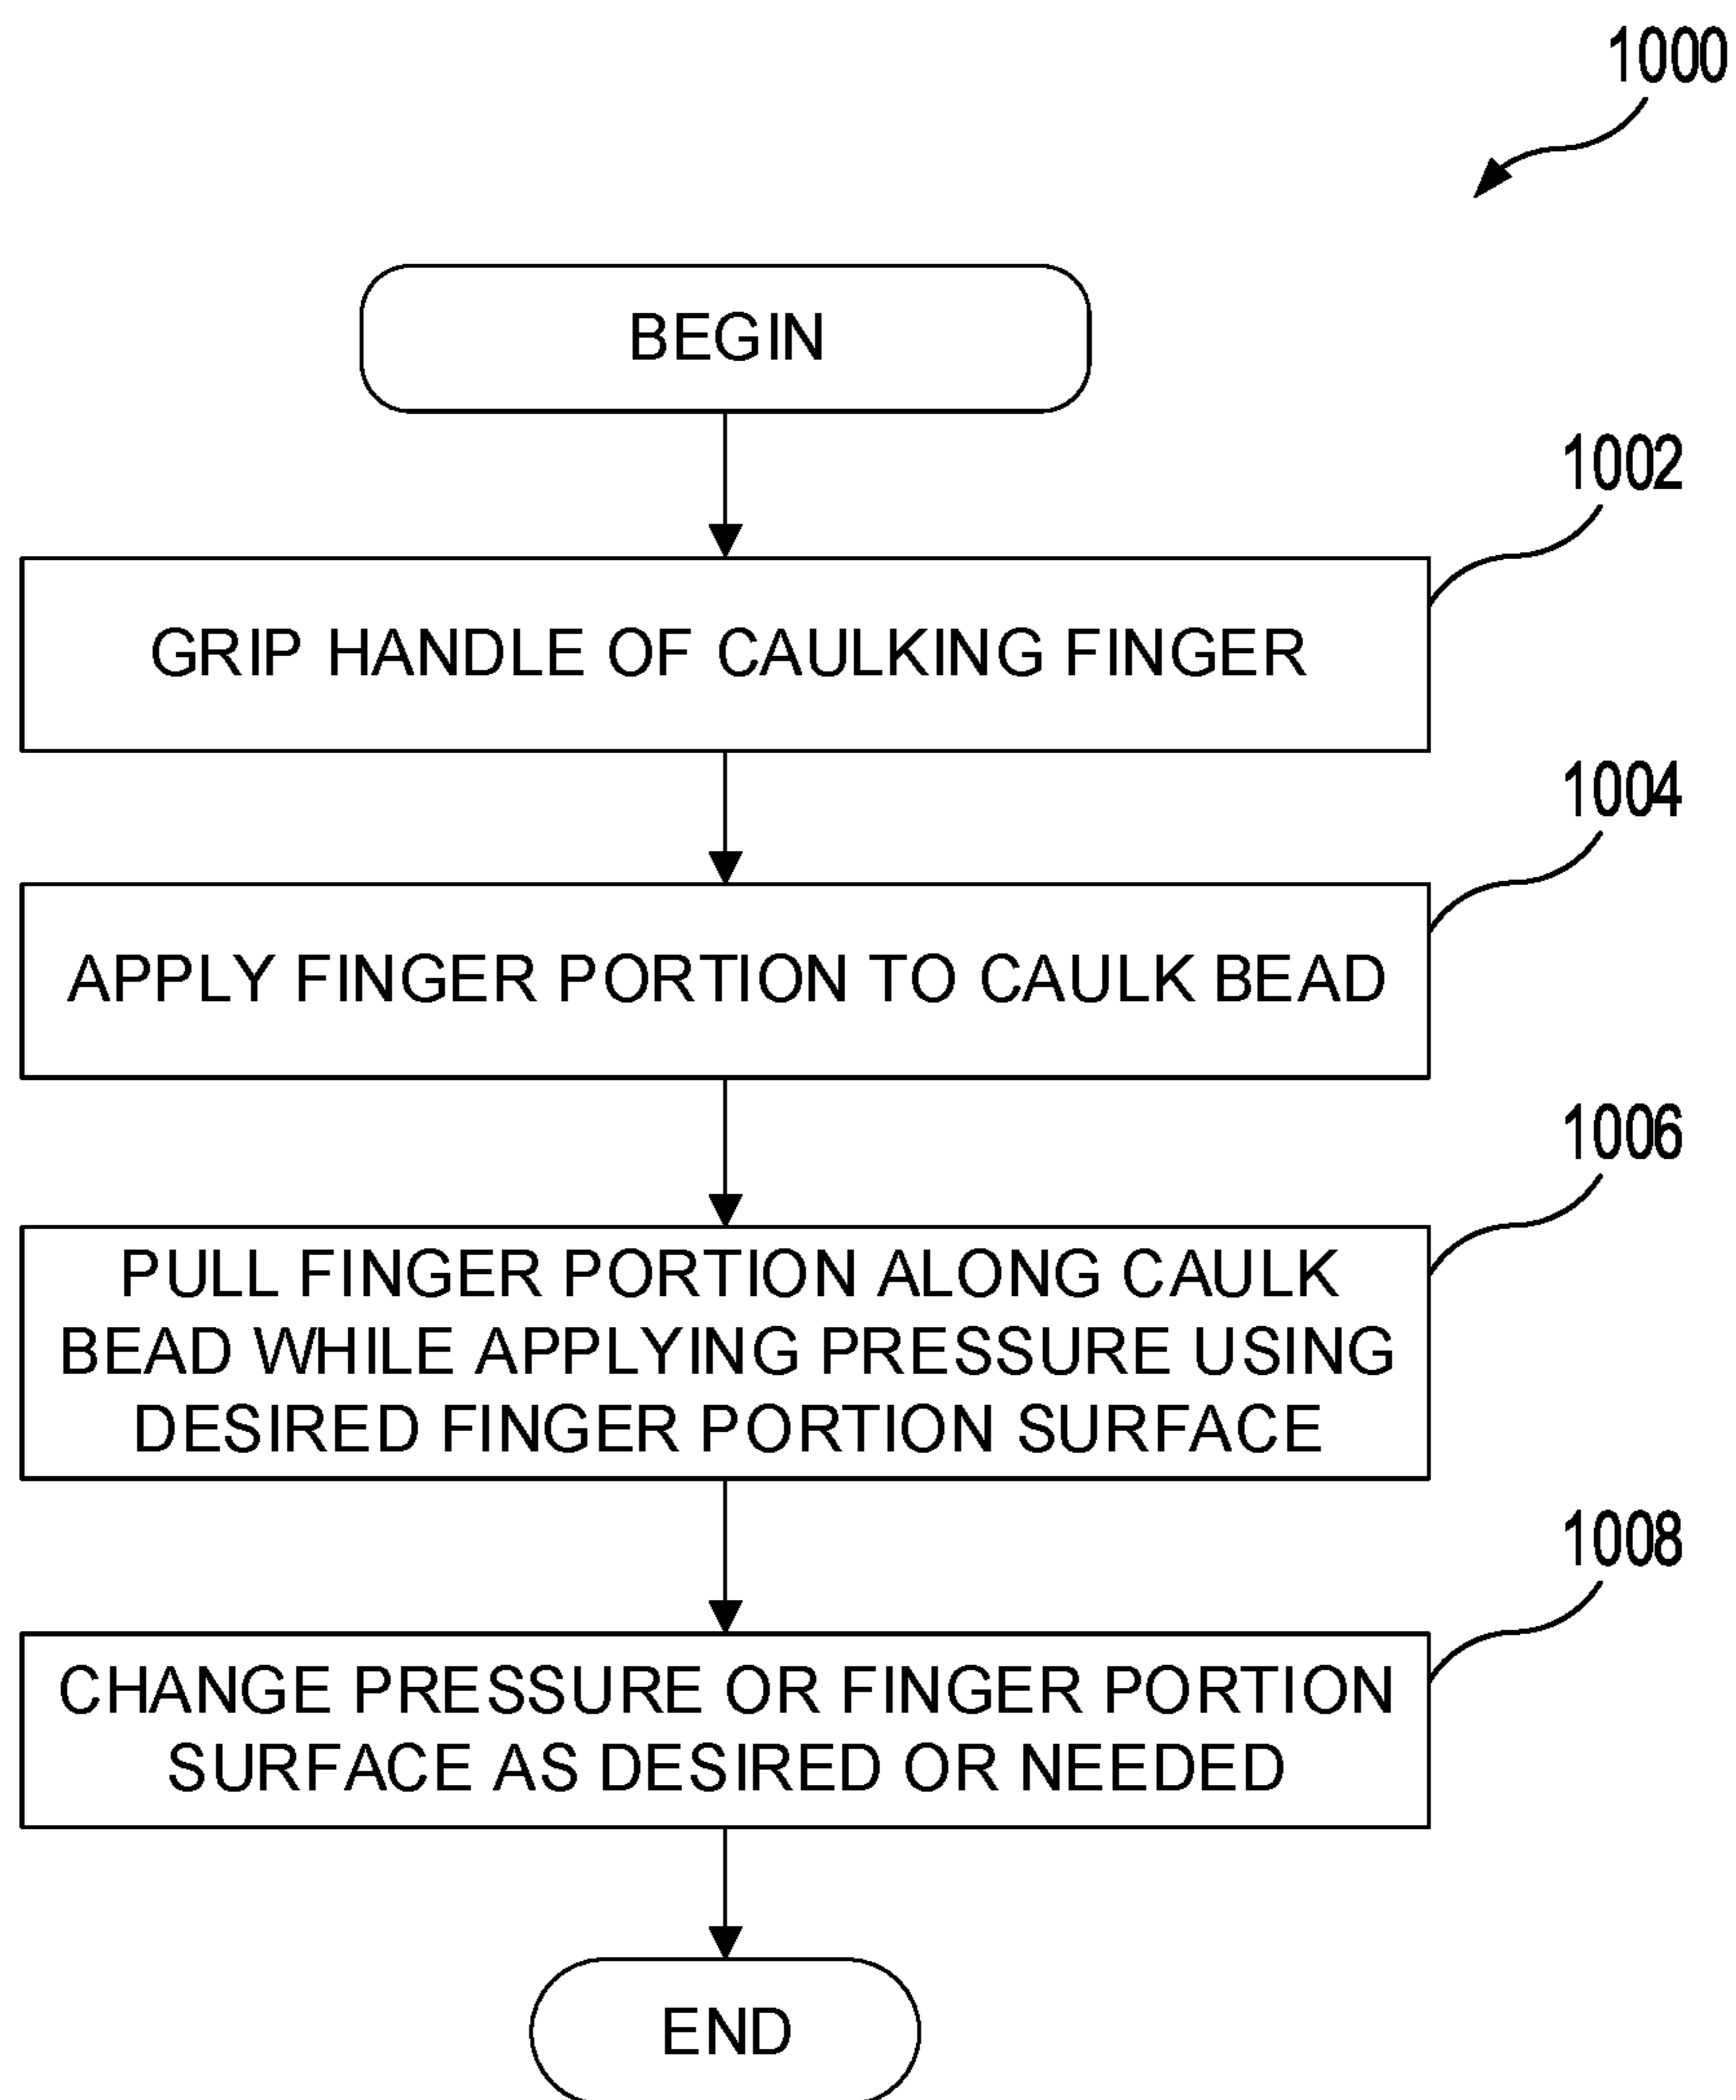 1000
BEGIN
1002
GRIP HANDLE OF CAULKING FINGER
1004
APPLY FINGER PORTION TO CAULK BEAD
1006
PULL FINGER PORTION ALONG CAULK
BEAD WHILE APPLYING PRESSURE USING
DESIRED FINGER PORTION SURFACE
1008
CHANGE PRESSURE OR FINGER PORTION
SURFACE AS DESIRED OR NEEDED
END